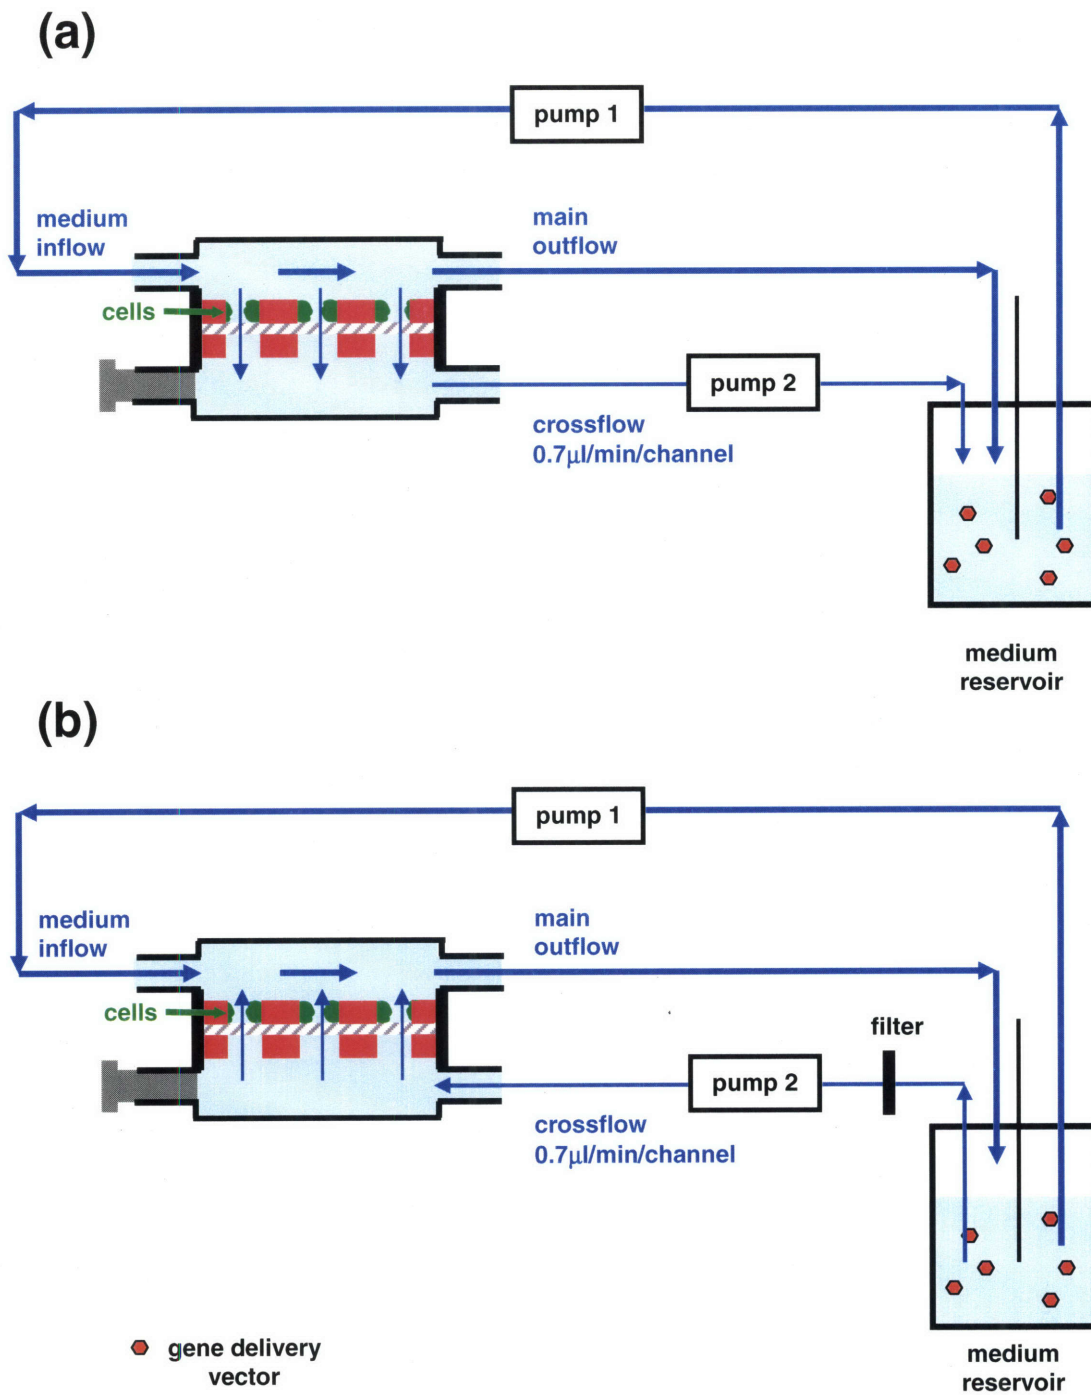 (a)
pump 1
medium
inflow
main
outflow
cells
pump 2
crossflow
0.7μl/min/channel
medium
reservoir
(b)
pump 1
medium
inflow
main
outflow
cells
filter
pump 2
crossflow
0.7μl/min/channel
gene delivery
vector
medium
reservoir